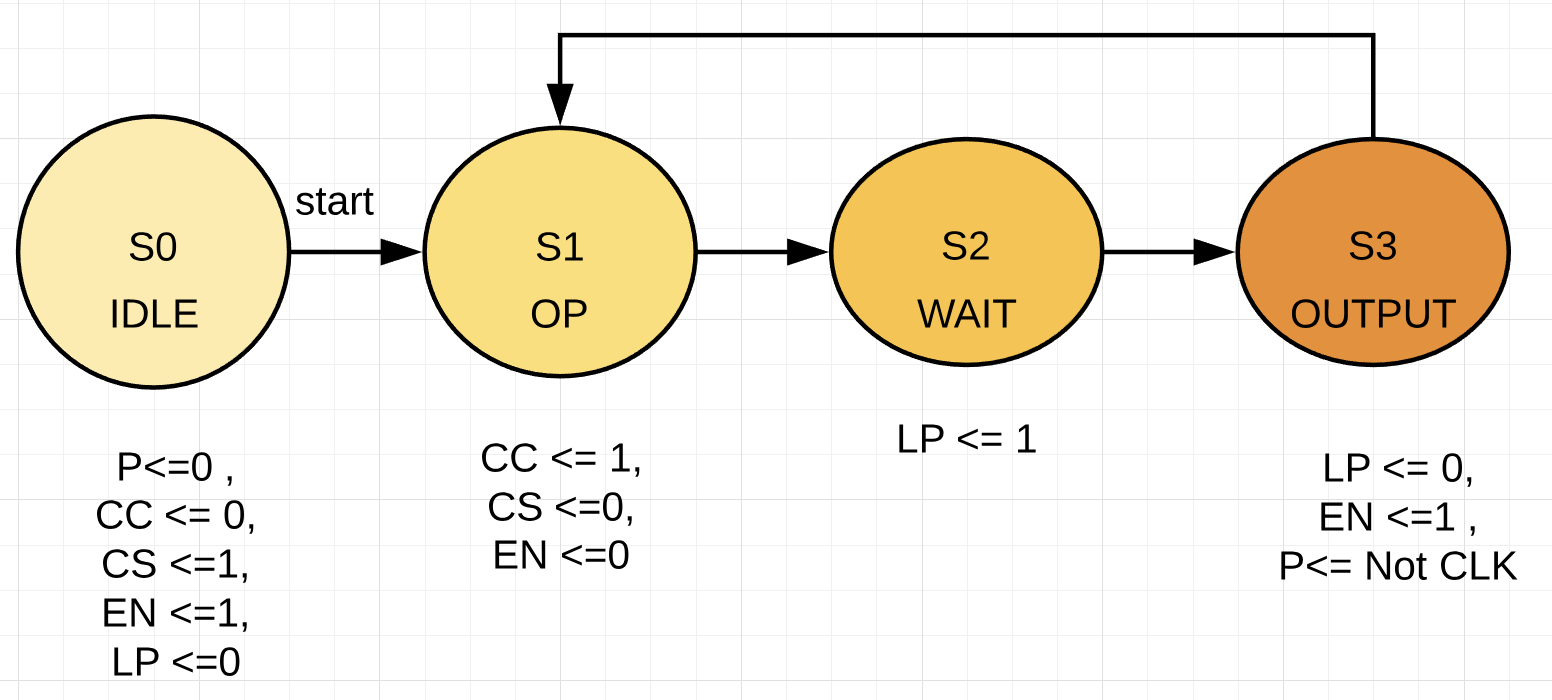 start
S0
IDLE
S1
OP
S2
WAIT
S3
OUTPUT
P<=0 ,
CC <= 0,
CS <=1,
EN <=1,
LP <=0
CC <= 1,
CS <=0,
EN <=0
LP <= 1
LP <= 0,
EN <=1 ,
P<= Not CLK